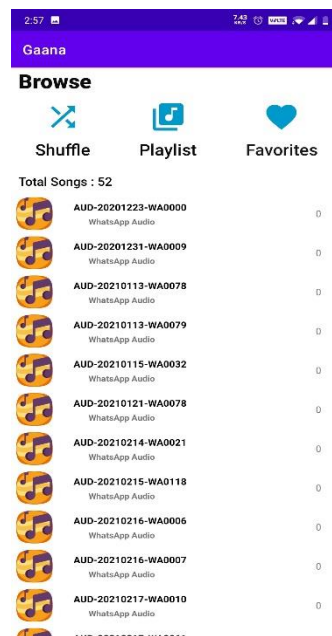 2:57
7.43
KB/S
Gaana
Browse
Shuffle Playlist Favorites
Total Songs : 52
AUD-20201223-WA0000
WhatsApp Audio
0
AUD-20201231-WA0009
WhatsApp Audio
0
AUD-20210113-WA0078
WhatsApp Audio
0
AUD-20210113-WA0079
WhatsApp Audio
0
AUD-20210115-WA0032
WhatsApp Audio
0
AUD-20210121-WA0078
WhatsApp Audio
0
AUD-20210214-WA0021
WhatsApp Audio
0
AUD-20210215-WA0118
WhatsApp Audio
0
AUD-20210216-WA0006
WhatsApp Audio
0
AUD-20210216-WA0007
WhatsApp Audio
0
AUD-20210217-WA0010
WhatsApp Audio
0